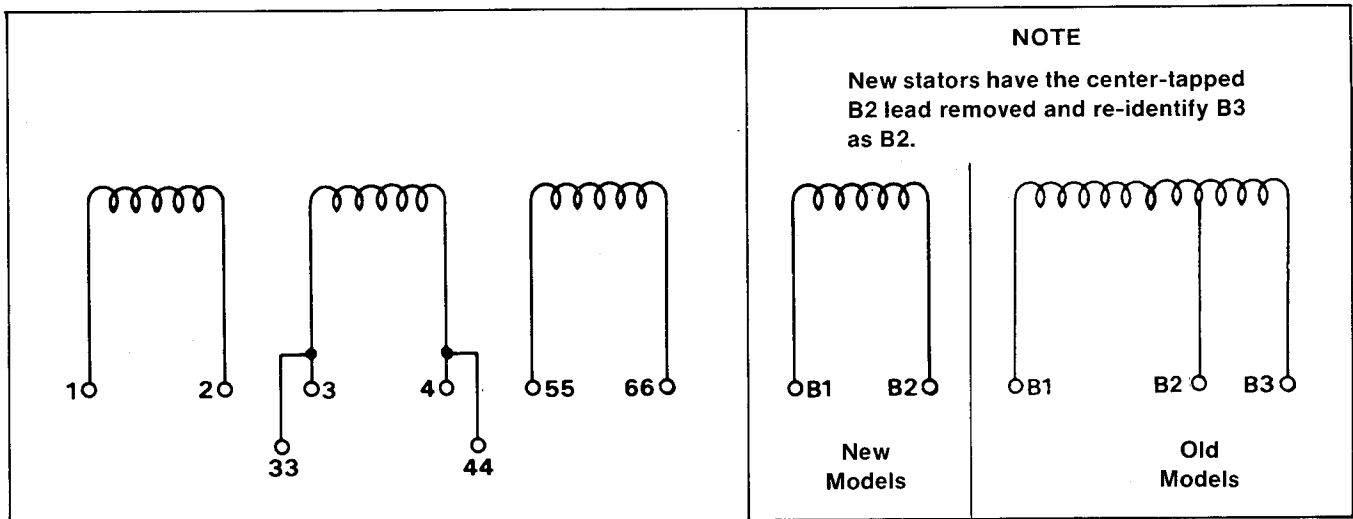 NOTE
New stators have the center-tapped
B2 lead removed and re-identify B3
as B2.
1
2
3
4
55
66
33
44
B1
B2
New
Models
B1
B2
B3
Old
Models